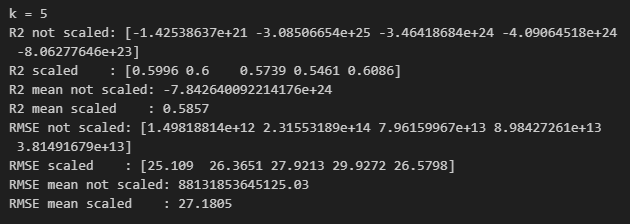 k = 5
R2 not scaled: [-1.42538637e+21 -3.08506654e+25 -3.46418684e+24 -4.09064518e+24
 -8.06277646e+23]
R2 scaled    : [0.5996 0.6    0.5739 0.5461 0.6086]
R2 mean not scaled: -7.842640092214176e+24
R2 mean scaled    : 0.5857
RMSE not scaled: [1.49818814e+12 2.31553189e+14 7.96159967e+13 8.98427261e+13
 3.81491679e+13]
RMSE scaled    : [25.109  26.3651 27.9213 29.9272 26.5798]
RMSE mean not scaled: 88131853645125.03
RMSE mean scaled    : 27.1805